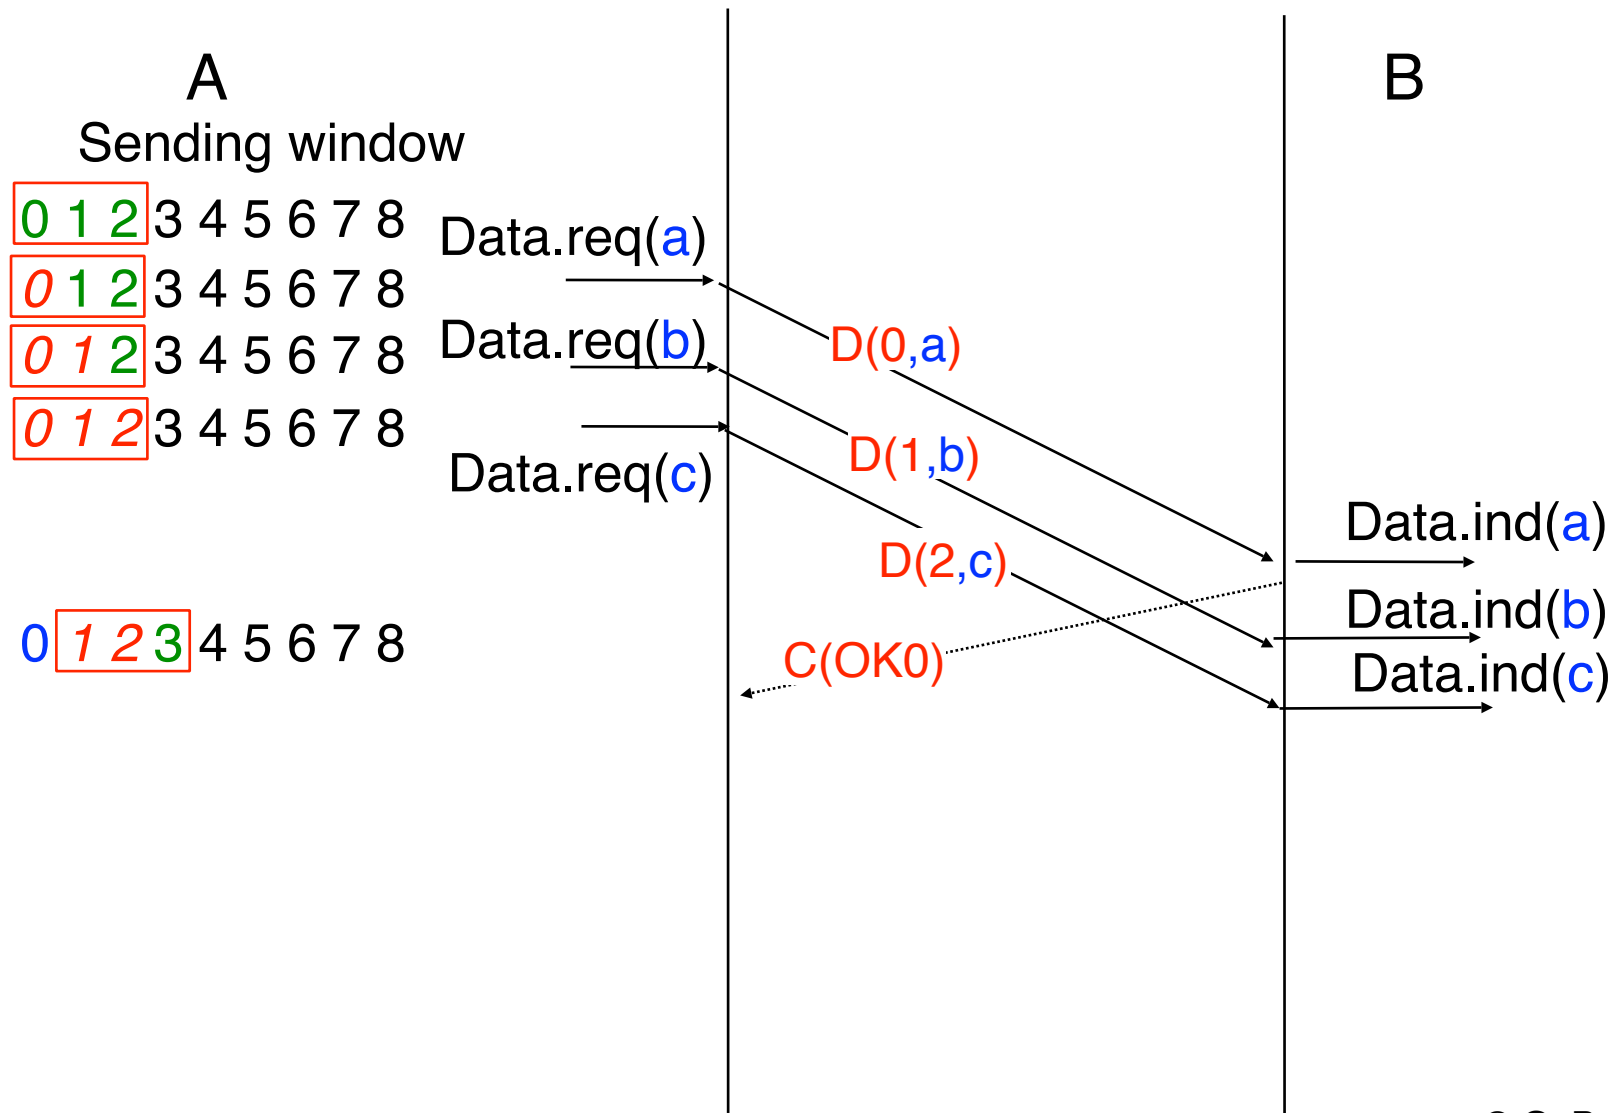 A
B
Sending window
0 1 2 3 4 5 6 7 8
Data.req(a)
0 1 2 3 4 5 6 7 8
Data.req(b)
D(0,a)
0 1 2 3 4 5 6 7 8
0 1 2 3 4 5 6 7 8
D(1,b)
Data.req(c)
Data.ind(a)
D(2,c)
Data.ind(b)
0 1 2 3 4 5 6 7 8
C(OK0)
Data.ind(c)